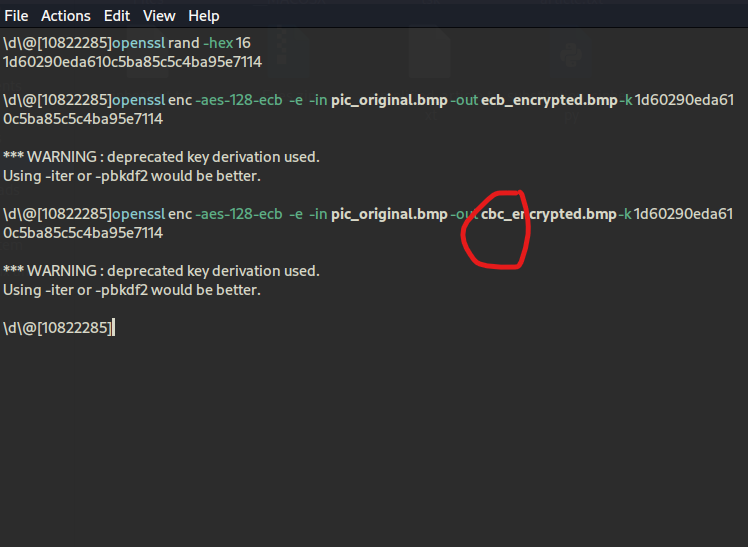 File Actions Edit View Help
\d\@[10822285]openssl rand -hex 16
1d60290eda610c5ba85c5c4ba95e7114
\d\@[10822285]openssl enc -aes-128-ecb -e -in pic_original.bmp -out ecb_encrypted.bmp -k 1d60290eda61
0c5ba85c5c4ba95e7114
*** WARNING : deprecated key derivation used.
Using -iter or -pbkdf2 would be better.
\d\@[10822285]openssl enc -aes-128-ecb -e -in pic_original.bmp -out cbc_encrypted.bmp -k 1d60290eda61
0c5ba85c5c4ba95e7114
*** WARNING : deprecated key derivation used.
Using -iter or -pbkdf2 would be better.
\d\@[10822285]